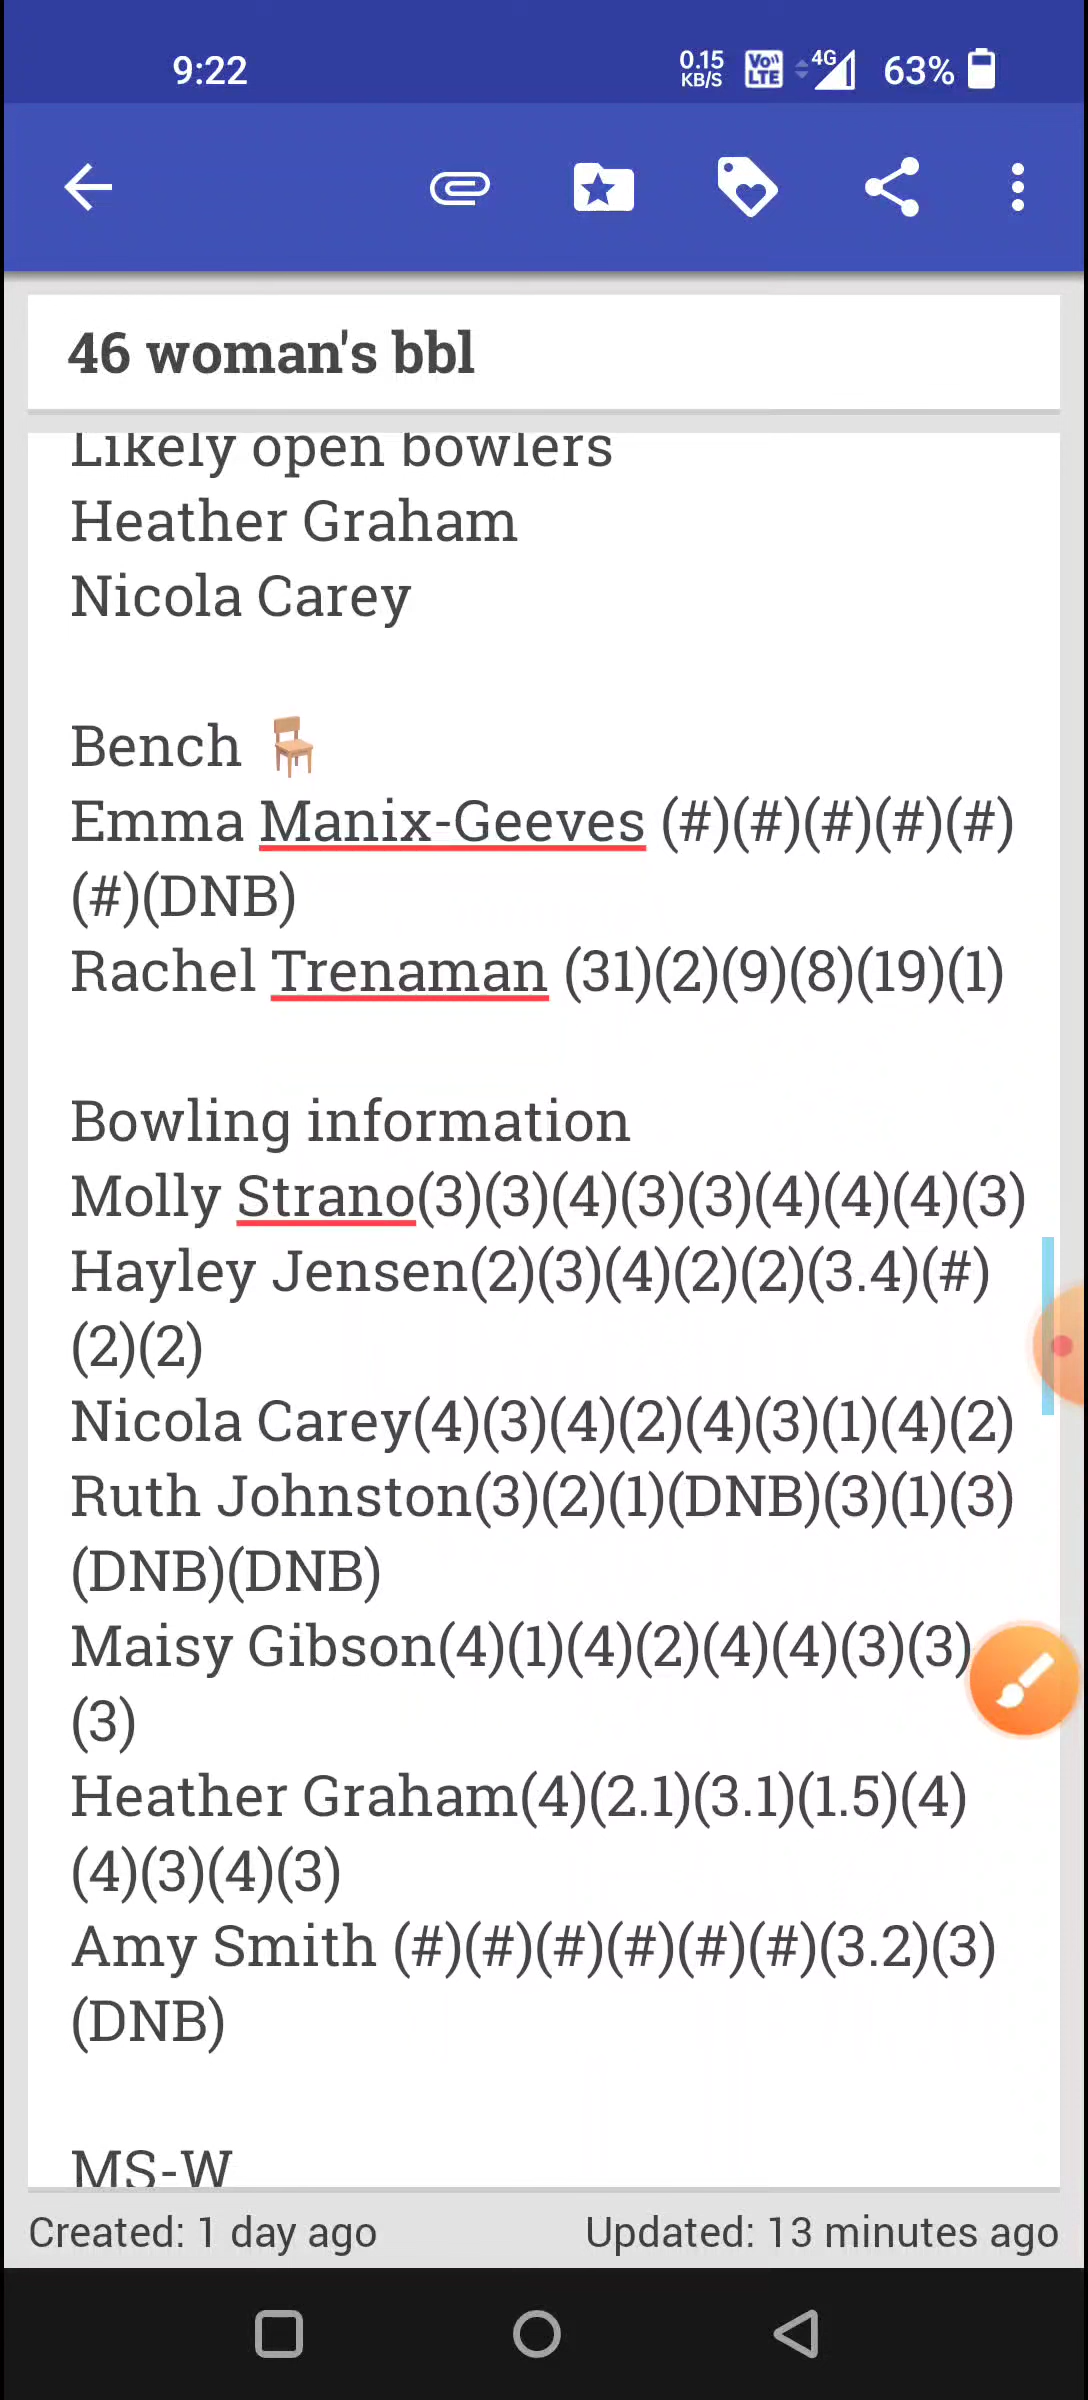 9:22
0.15 KB/S VoLTE 4G 63%
46 woman's bbl
Likely open bowlers
Heather Graham
Nicola Carey
Bench 🪑
Emma Manix-Geeves (#)(#)(#)(#)(#)
(#)(DNB)
Rachel Trenaman (31)(2)(9)(8)(19)(1)
Bowling information
Molly Strano(3)(3)(4)(3)(3)(4)(4)(4)(3)
Hayley Jensen(2)(3)(4)(2)(2)(3.4)(#)
(2)(2)
Nicola Carey(4)(3)(4)(2)(4)(3)(1)(4)(2)
Ruth Johnston(3)(2)(1)(DNB)(3)(1)(3)
(DNB)(DNB)
Maisy Gibson(4)(1)(4)(2)(4)(4)(3)(3)
(3)
Heather Graham(4)(2.1)(3.1)(1.5)(4)
(4)(3)(4)(3)
Amy Smith (#)(#)(#)(#)(#)(#)(3.2)(3)
(DNB)
MS-W
Created: 1 day ago Updated: 13 minutes ago